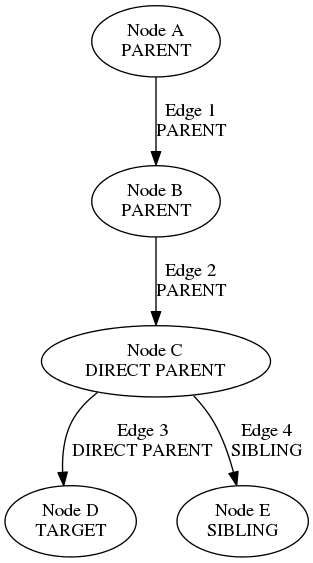 Node A
PARENT
Edge 1
PARENT
Node B
PARENT
Edge 2
PARENT
Node C
DIRECT PARENT
Edge 3
DIRECT PARENT
Edge 4
SIBLING
Node D
TARGET
Node E
SIBLING